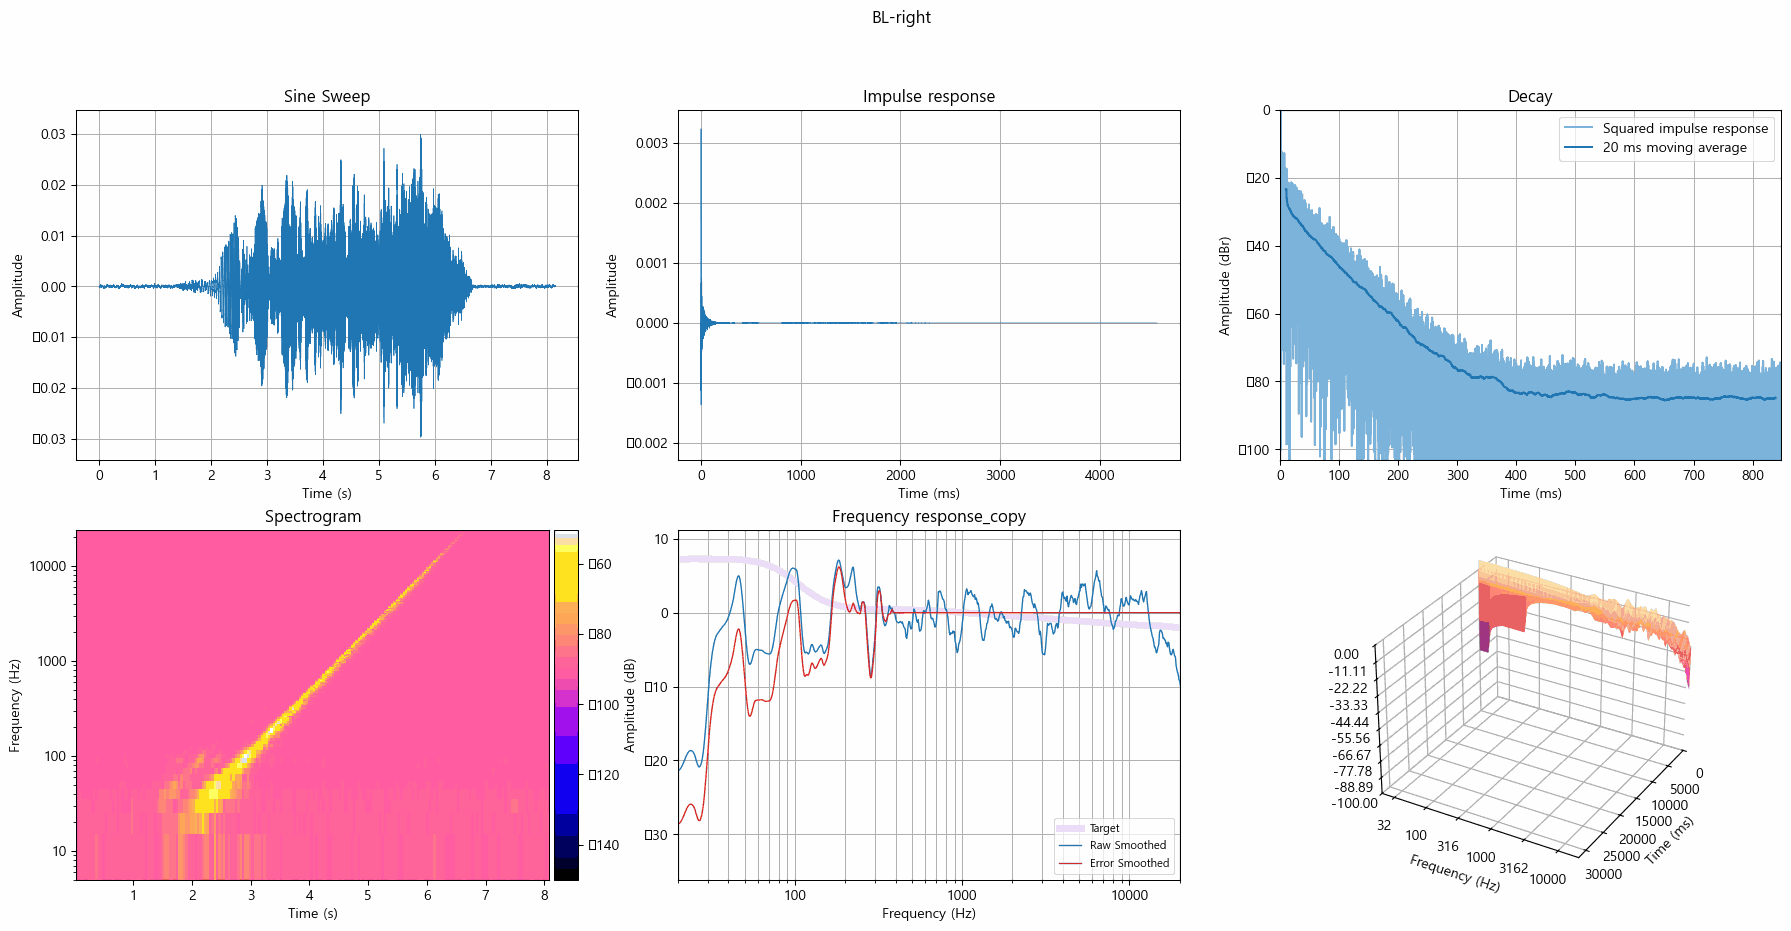 BL-right
Sine Sweep
Amplitude
0.03
0.02
0.01
0.00
▯0.01
▯0.02
▯0.03
0 1 2 3 4 5 6 7 8
Time (s)
Impulse response
Amplitude
0.003
0.002
0.001
0.000
▯0.001
▯0.002
0 1000 2000 3000 4000
Time (ms)
Decay
Squared impulse response
20 ms moving average
Amplitude (dBr)
0
▯20
▯40
▯60
▯80
▯100
0 100 200 300 400 500 600 700 800
Time (ms)
Spectrogram
Frequency (Hz)
10000
1000
100
10
1 2 3 4 5 6 7 8
Time (s)
▯60
▯80
▯100
▯120
▯140
Frequency response_copy
Amplitude (dB)
10
0
▯10
▯20
▯30
Target
Raw Smoothed
Error Smoothed
100 1000 10000
Frequency (Hz)
0.00
-11.11
-22.22
-33.33
-44.44
-55.56
-66.67
-77.78
-88.89
-100.00
32 100 316 1000 3162 10000
Frequency (Hz)
0
5000
10000
15000
20000
25000
30000
Time (ms)